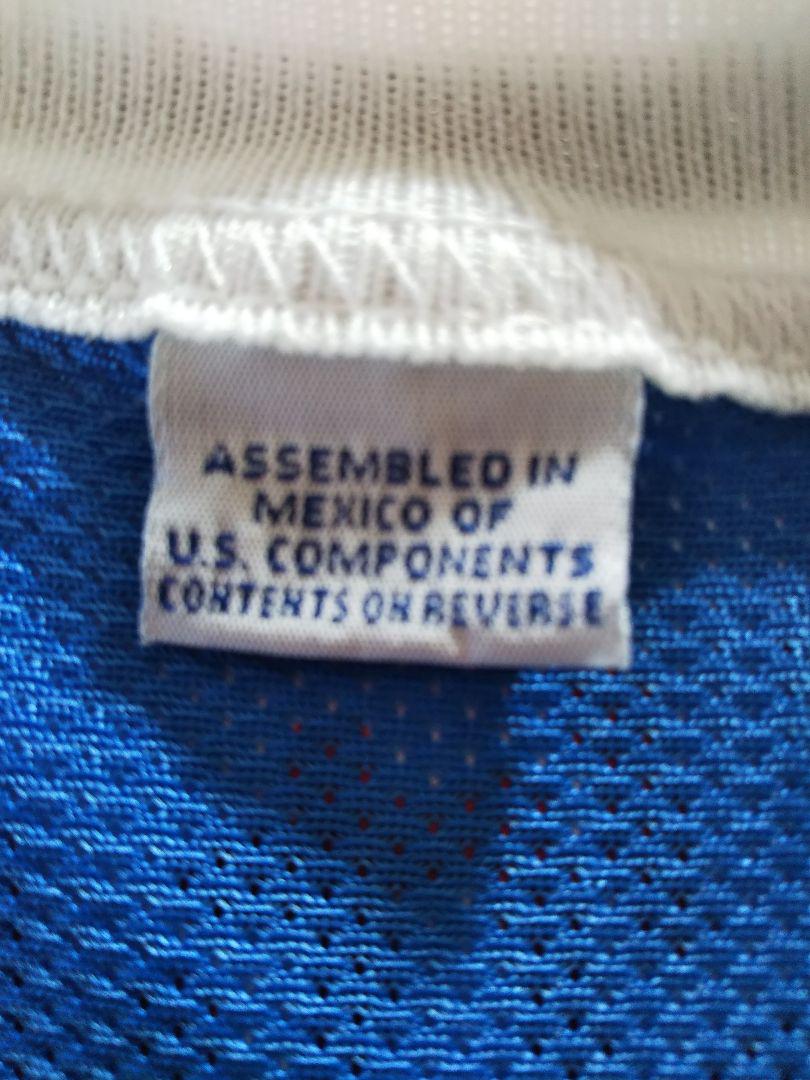 ASSEMBLED IN
MEXICO OF
U.S. COMPONENTS
CONTENTS ON REVERSE